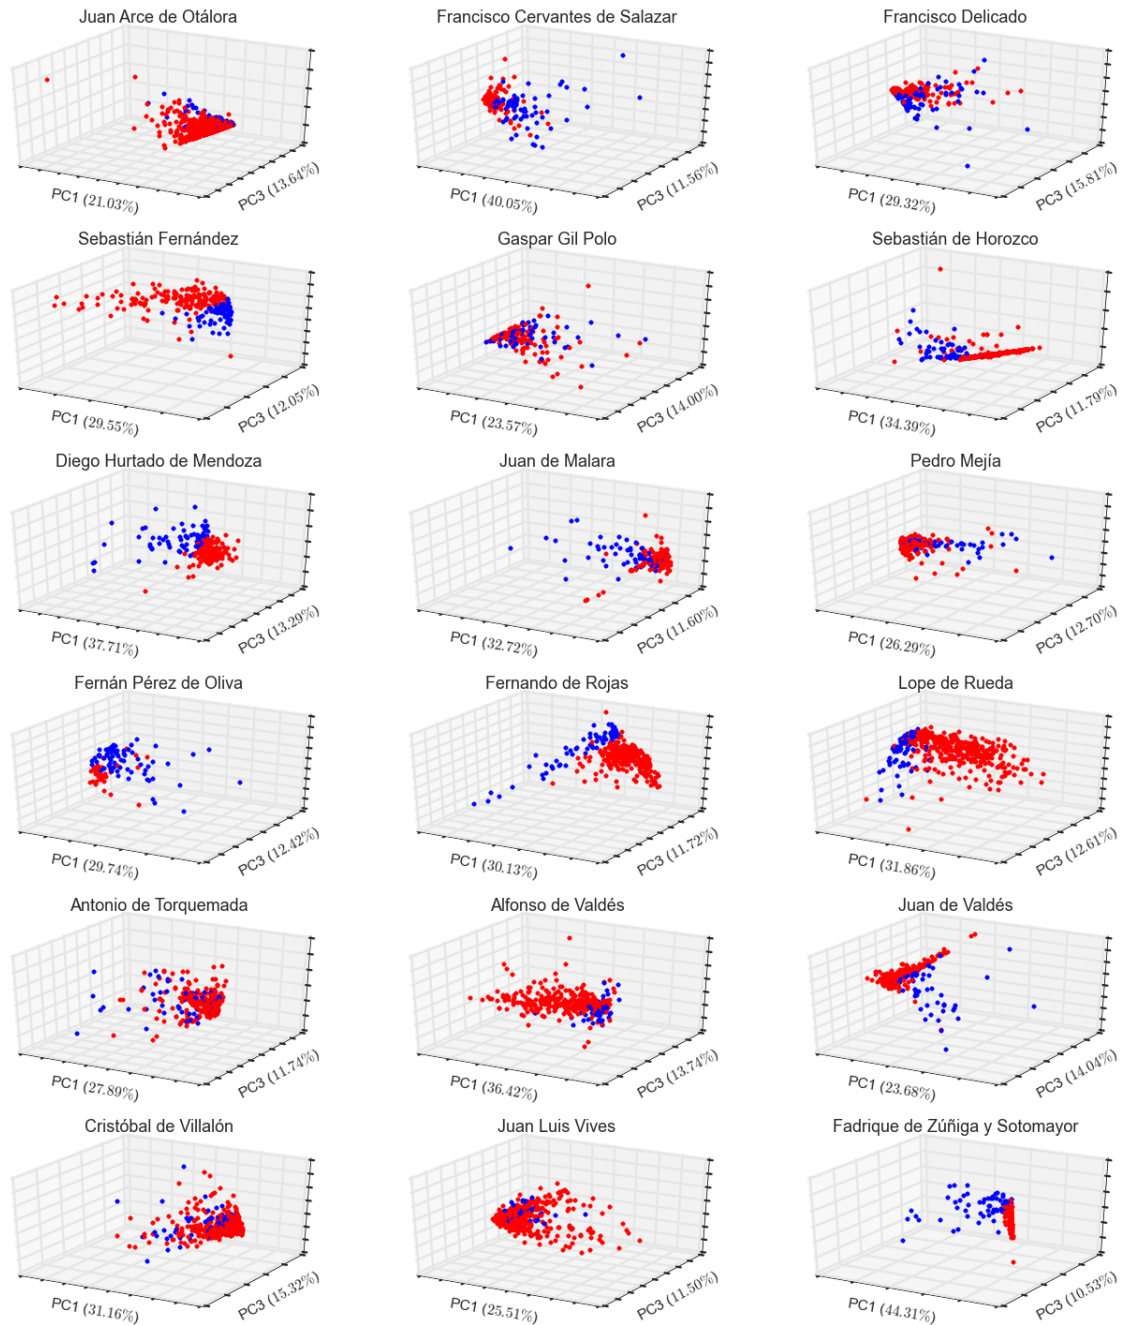 Juan Arce de Otálora
PC1 (21.03%)
PC3 (13.64%)
Francisco Cervantes de Salazar
PC1 (40.05%)
PC3 (11.56%)
Francisco Delicado
PC1 (29.32%)
PC3 (15.81%)
Sebastián Fernández
PC1 (29.55%)
PC3 (12.05%)
Gaspar Gil Polo
PC1 (23.57%)
PC3 (14.00%)
Sebastián de Horozco
PC1 (34.39%)
PC3 (11.79%)
Diego Hurtado de Mendoza
PC1 (37.71%)
PC3 (13.29%)
Juan de Malara
PC1 (32.72%)
PC3 (11.60%)
Pedro Mejía
PC1 (26.29%)
PC3 (12.70%)
Fernán Pérez de Oliva
PC1 (29.74%)
PC3 (12.42%)
Fernando de Rojas
PC1 (30.13%)
PC3 (11.72%)
Lope de Rueda
PC1 (31.86%)
PC3 (12.61%)
Antonio de Torquemada
PC1 (27.89%)
PC3 (11.74%)
Alfonso de Valdés
PC1 (36.42%)
PC3 (13.74%)
Juan de Valdés
PC1 (23.68%)
PC3 (14.04%)
Cristóbal de Villalón
PC1 (31.16%)
PC3 (15.32%)
Juan Luis Vives
PC1 (25.51%)
PC3 (11.50%)
Fadrique de Zúñiga y Sotomayor
PC1 (44.31%)
PC3 (10.53%)